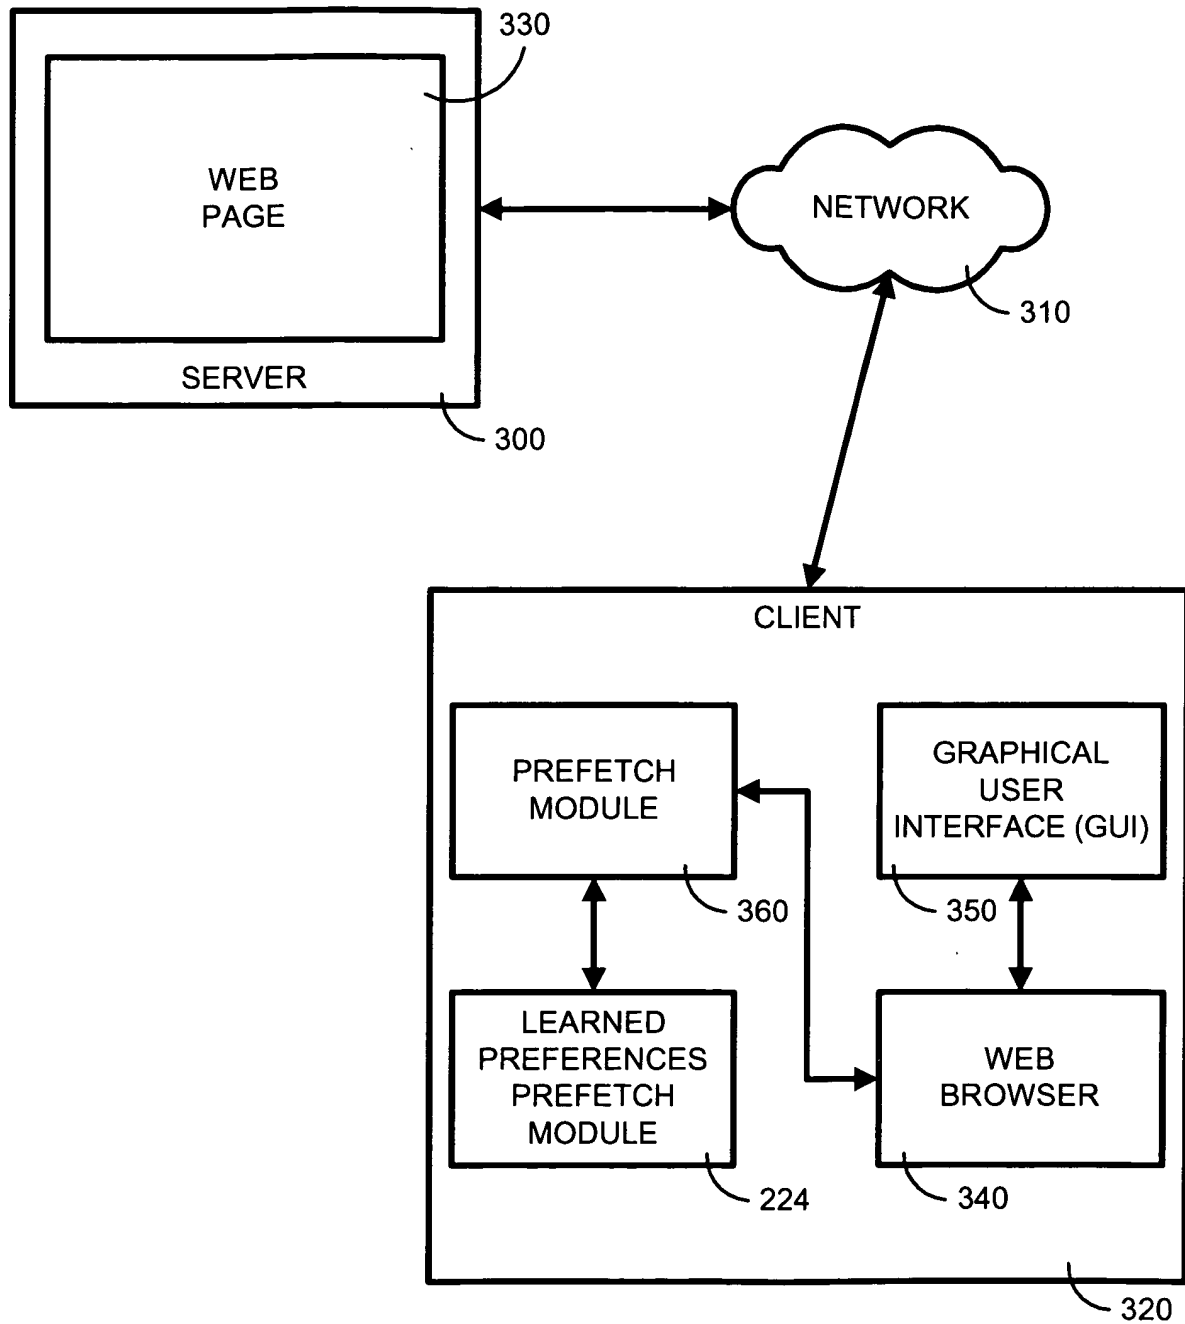 330
WEB
PAGE
SERVER
300
NETWORK
310
CLIENT
PREFETCH
MODULE
360
GRAPHICAL
USER
INTERFACE (GUI)
350
LEARNED
PREFERENCES
PREFETCH
MODULE
224
WEB
BROWSER
340
320